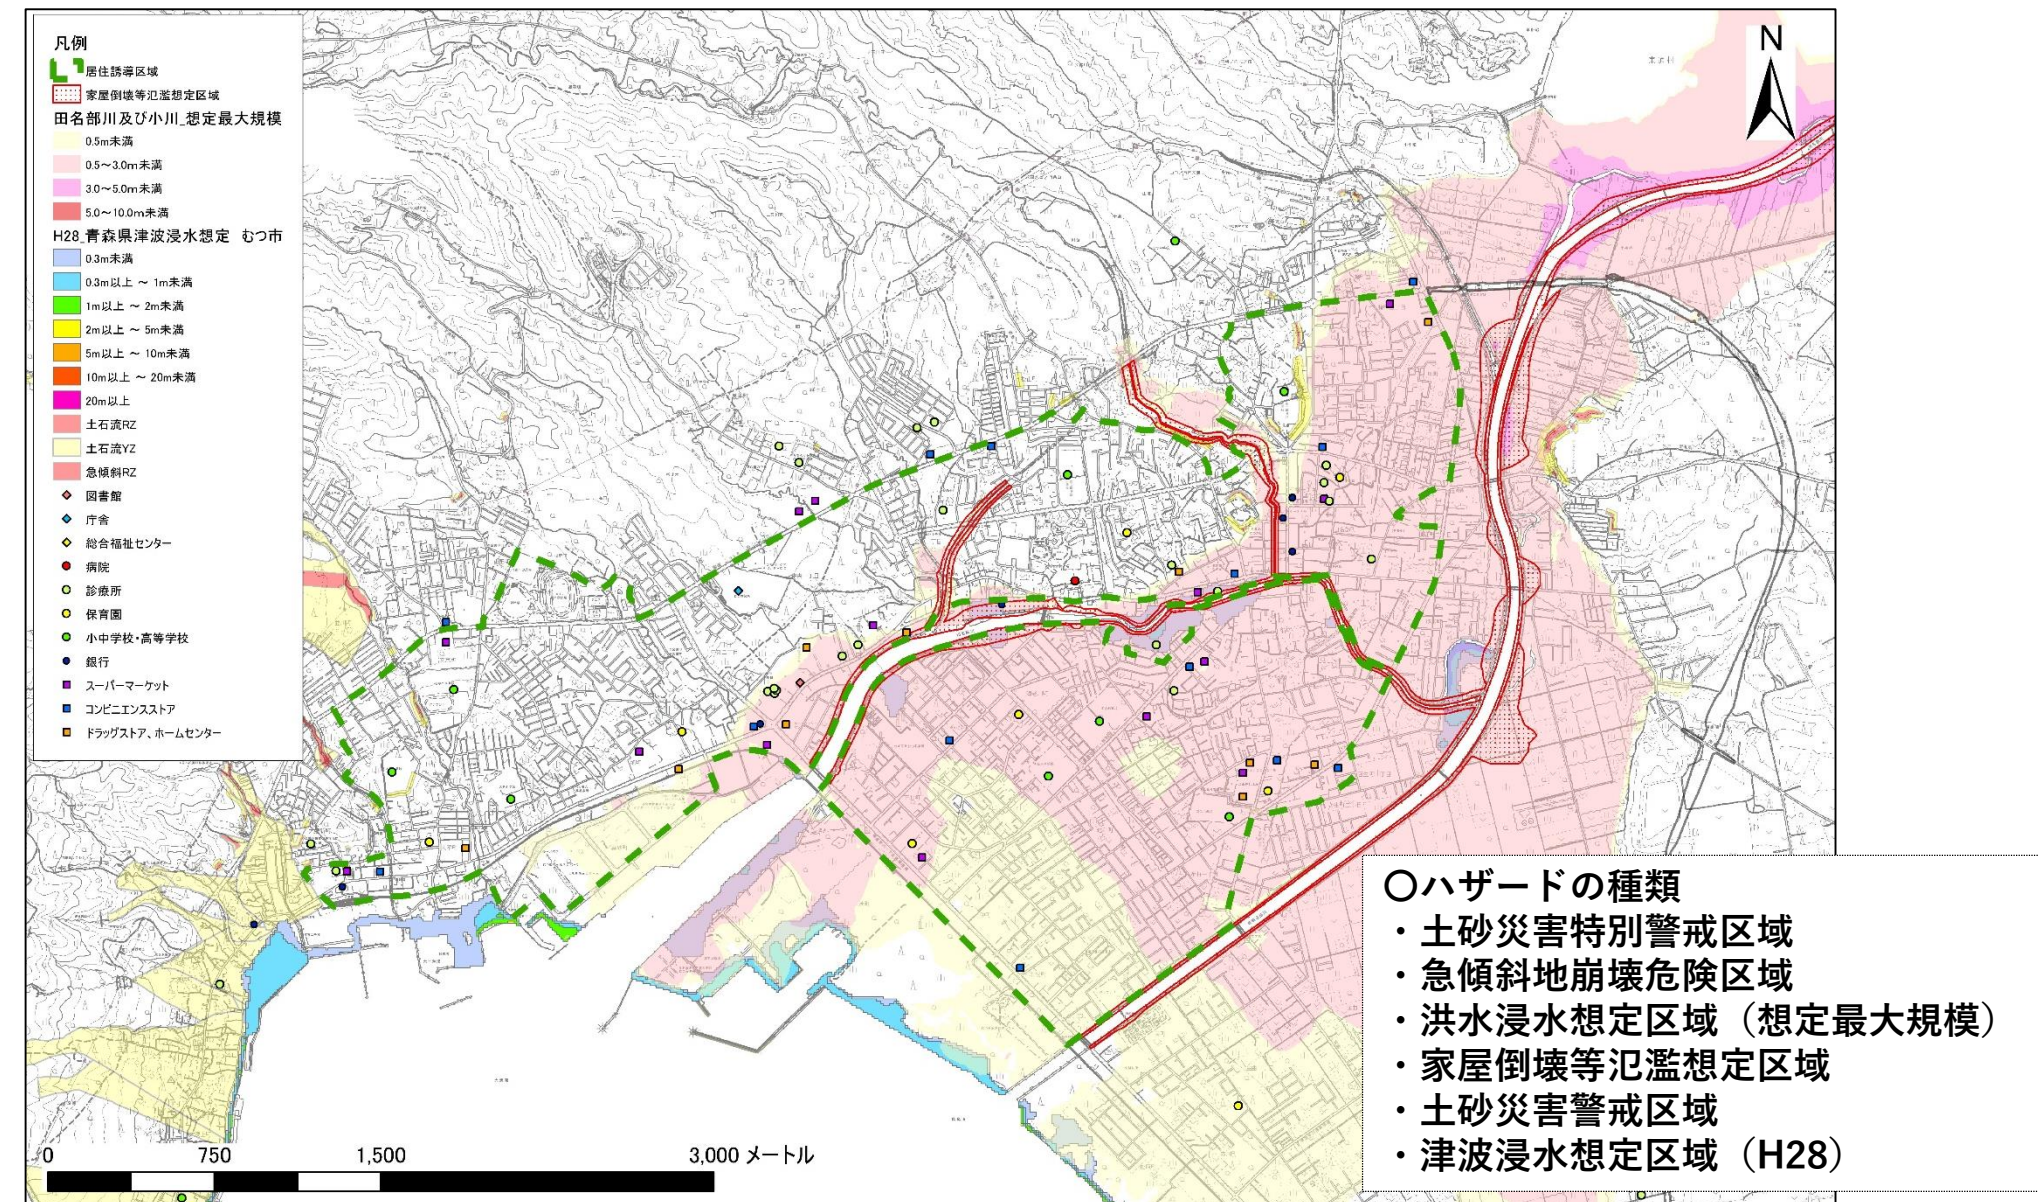 凡例
居住誘導区域
家屋倒壊等氾濫想定区域
田名部川及び小川_想定最大規模
0.5m未満
0.5～3.0m未満
3.0～5.0m未満
5.0～10.0m未満
H28_青森県津波浸水想定　むつ市
0.3m未満
0.3m以上 ～ 1m未満
1m以上 ～ 2m未満
2m以上 ～ 5m未満
5m以上 ～ 10m未満
10m以上 ～ 20m未満
20m以上
土石流RZ
土石流YZ
急傾斜RZ
図書館
庁舎
総合福祉センター
病院
診療所
保育園
小中学校・高等学校
銀行
スーパーマーケット
コンビニエンスストア
ドラッグストア、ホームセンター
N
〇ハザードの種類
・土砂災害特別警戒区域
・急傾斜地崩壊危険区域
・洪水浸水想定区域（想定最大規模）
・家屋倒壊等氾濫想定区域
・土砂災害警戒区域
・津波浸水想定区域（H28）
0 750 1,500 3,000 メートル